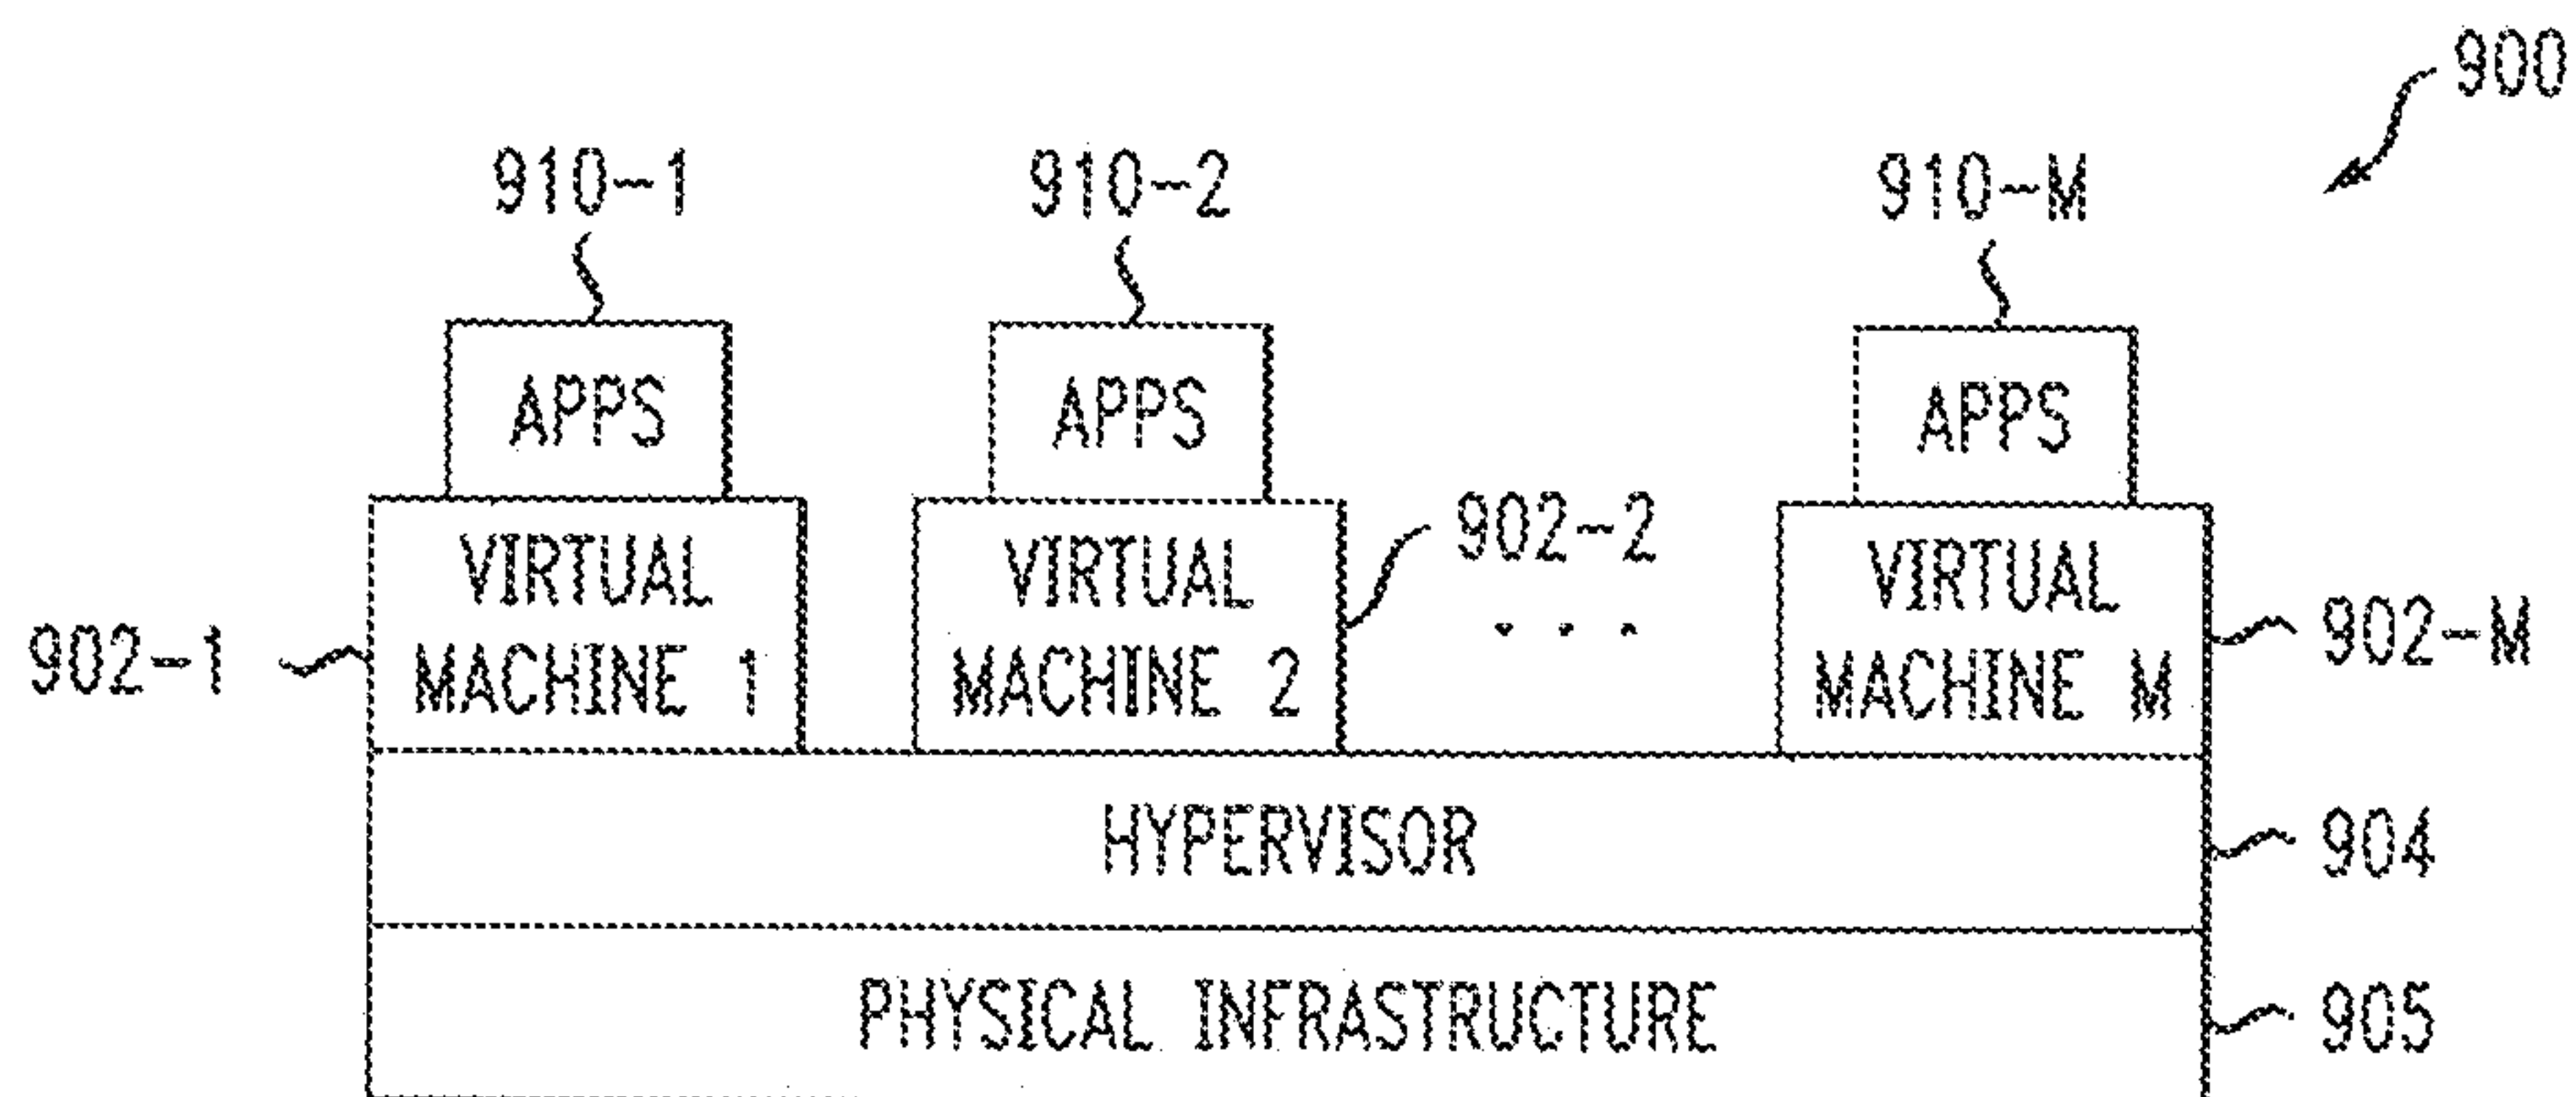 900
910-1 910-2 910-M
APPS APPS APPS
VIRTUAL MACHINE 1
VIRTUAL MACHINE 2
VIRTUAL MACHINE M
902-1
902-2
. . .
902-M
HYPERVISOR
904
PHYSICAL INFRASTRUCTURE
905